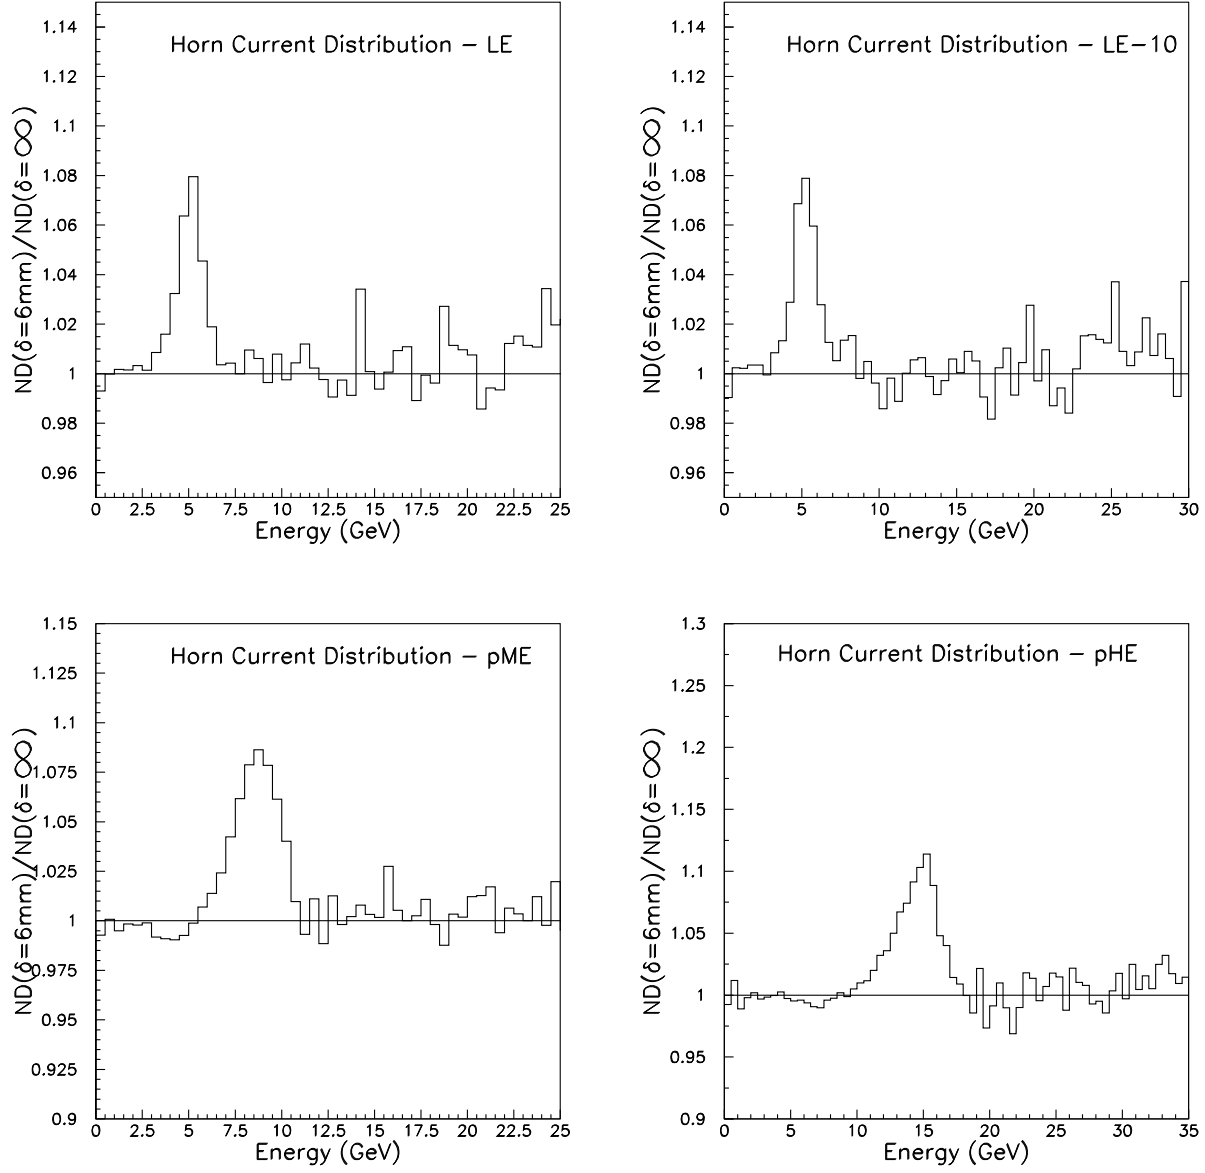 Horn Current Distribution – LE
ND(δ=6mm)/ND(δ=∞)
1.14
1.12
1.1
1.08
1.06
1.04
1.02
1
0.98
0.96
0 2.5 5 7.5 10 12.5 15 17.5 20 22.5 25
Energy (GeV)
Horn Current Distribution – LE–10
ND(δ=6mm)/ND(δ=∞)
1.14
1.12
1.1
1.08
1.06
1.04
1.02
1
0.98
0.96
0 5 10 15 20 25 30
Energy (GeV)
Horn Current Distribution – pME
ND(δ=6mm)/ND(δ=∞)
1.15
1.125
1.1
1.075
1.05
1.025
1
0.975
0.95
0.925
0.9
0 2.5 5 7.5 10 12.5 15 17.5 20 22.5 25
Energy (GeV)
Horn Current Distribution – pHE
ND(δ=6mm)/ND(δ=∞)
1.3
1.25
1.2
1.15
1.1
1.05
1
0.95
0.9
0 5 10 15 20 25 30 35
Energy (GeV)